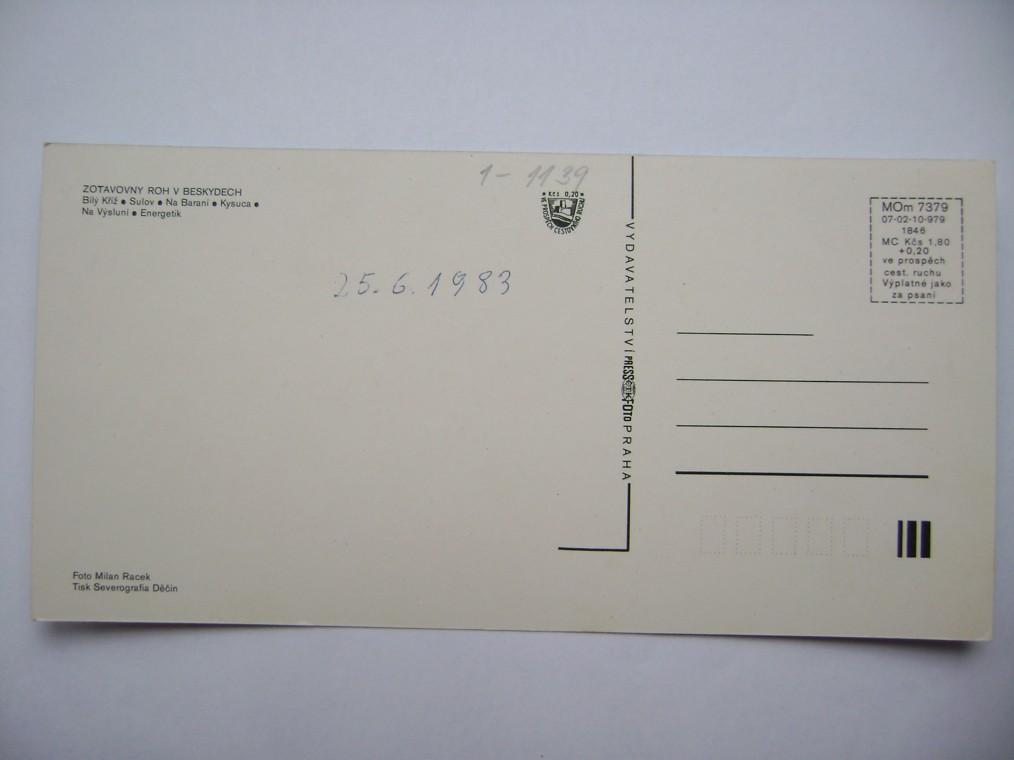 1- 1139
ZOTAVOVNY ROH V BESKYDECH
Bílý Kříž ● Sulov ● Na Baraní ● Kysuca ●
Na Výsluní ● Energetik
Kčs 0,20
VE PROSPĚCH CESTOVNÍHO RUCHU
25.6.1983
Foto Milan Racek
Tisk Severografia Děčín
VYDAVATELSTVÍ PRESSFOTO PRAHA
MOm 7379
07-02-10-979
1846
MC Kčs 1,80
+0,20
ve prospěch
cest. ruchu
Výplatné jako
za psaní